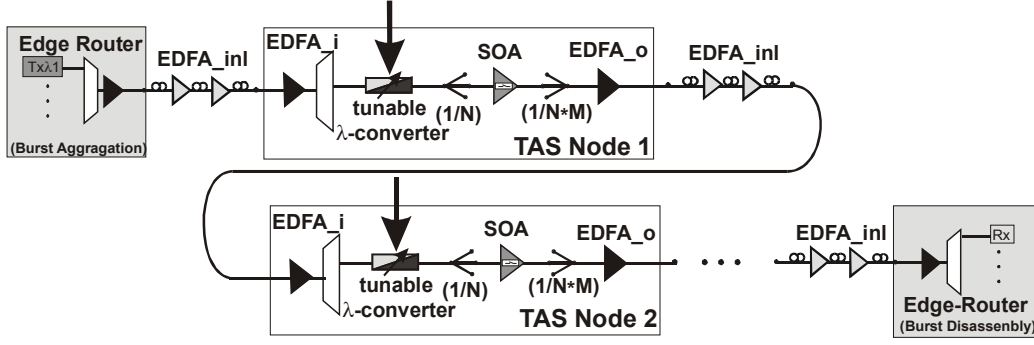 Edge Router
Txλ1
(Burst Aggragation)
EDFA_inl
EDFA_i
tunable
λ-converter
(1/N)
SOA
(1/N*M)
EDFA_o
TAS Node 1
EDFA_inl
EDFA_i
tunable
λ-converter
(1/N)
SOA
(1/N*M)
EDFA_o
TAS Node 2
EDFA_inl
Rx
Edge-Router
(Burst Disassenbly)